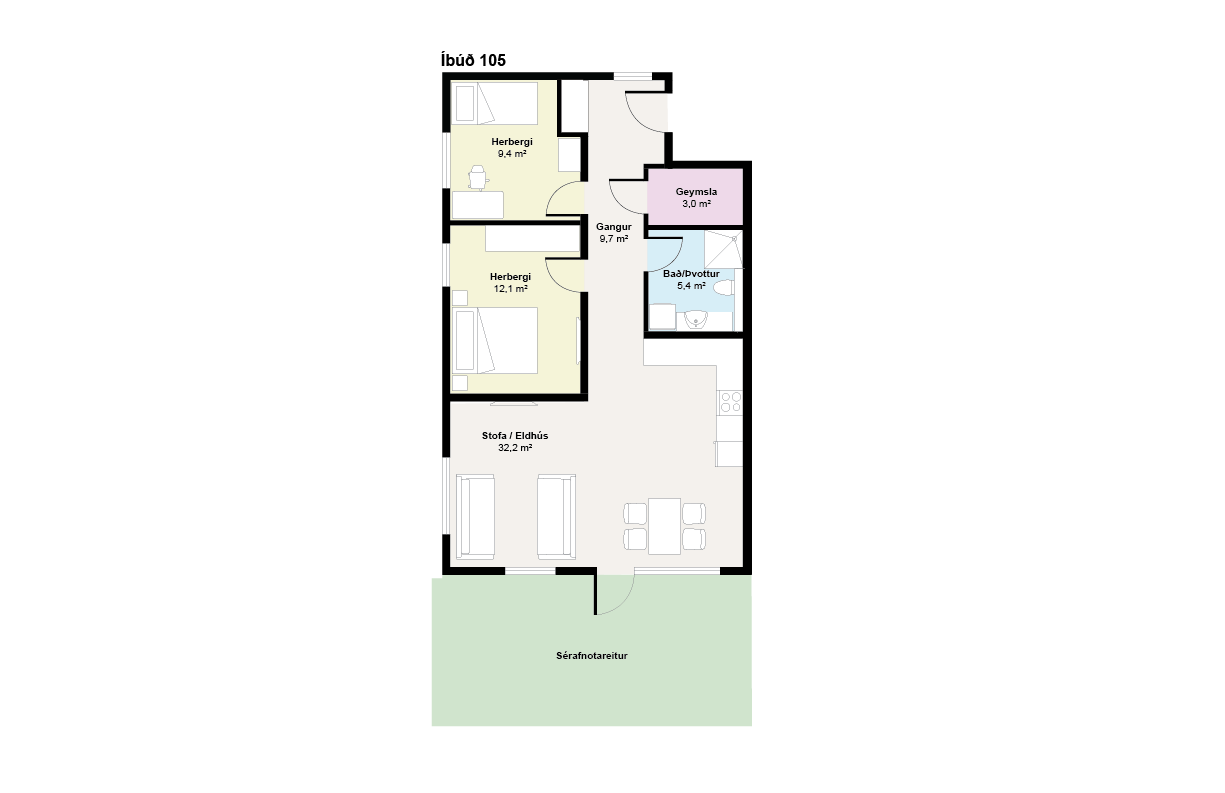 Íbúð 105
Herbergi
9,4 m²
Geymsla
3,0 m²
Gangur
9,7 m²
Herbergi
12,1 m²
Bað/Þvottur
5,4 m²
Stofa / Eldhús
32,2 m²
Sérafnotareitur